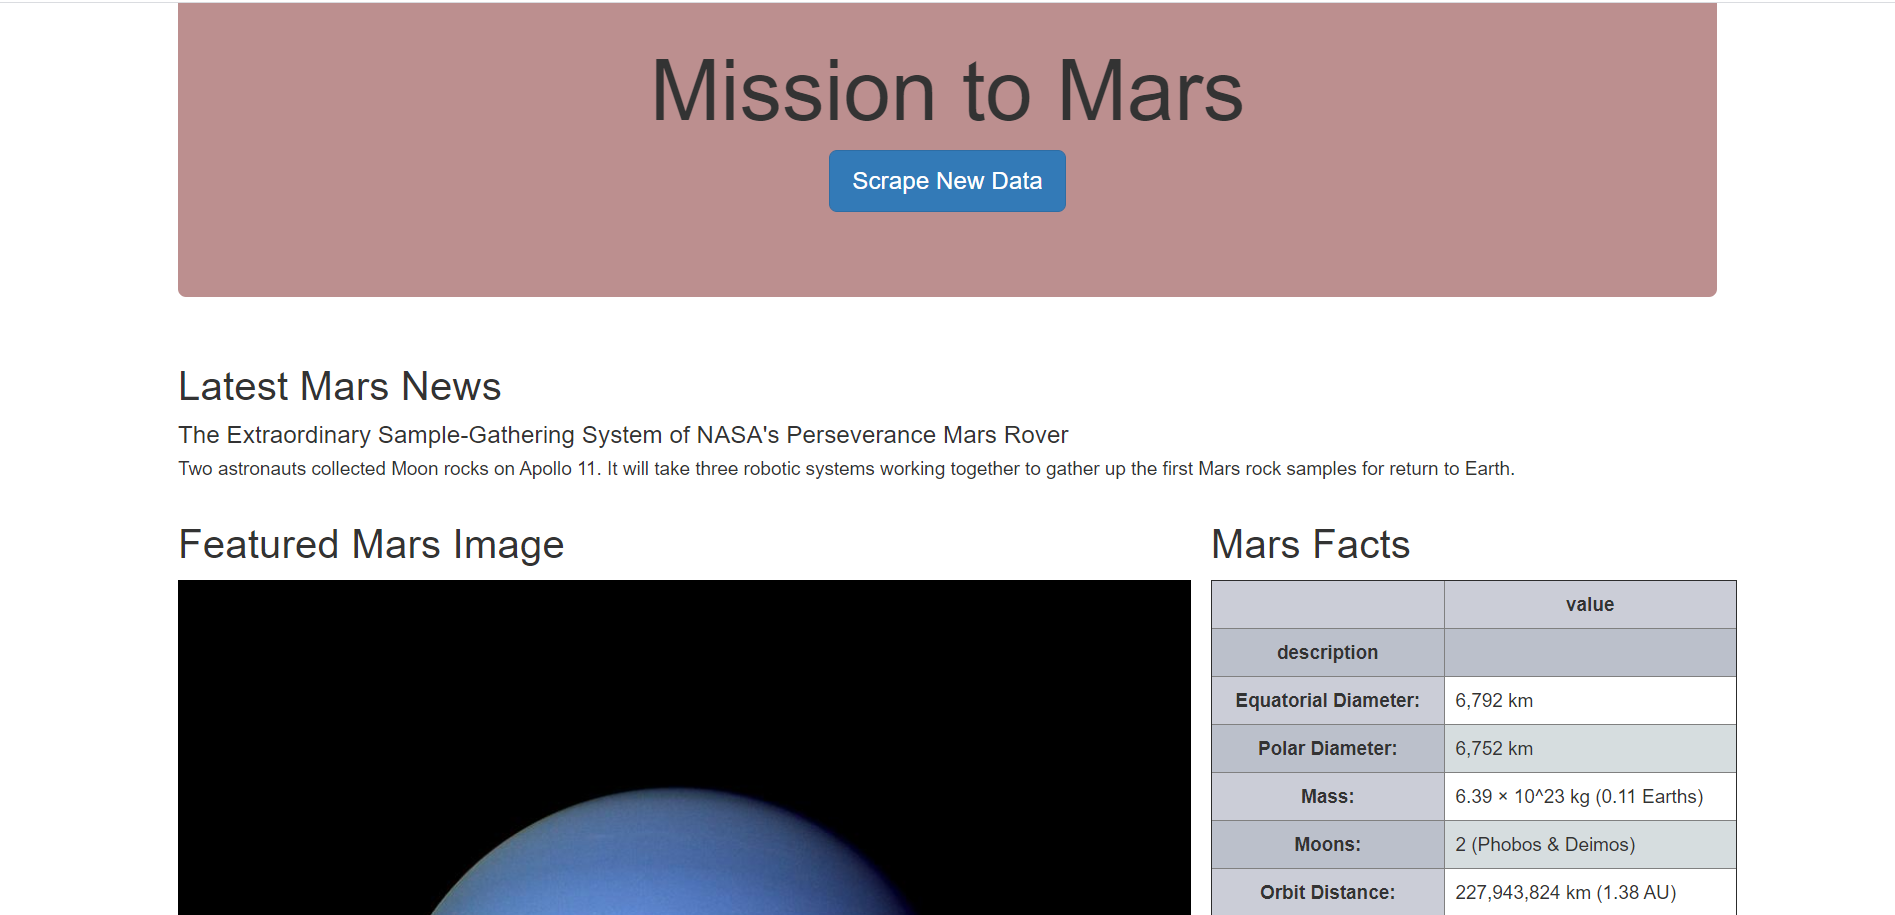 Mission to Mars
Scrape New Data
Latest Mars News
The Extraordinary Sample-Gathering System of NASA's Perseverance Mars Rover
Two astronauts collected Moon rocks on Apollo 11. It will take three robotic systems working together to gather up the first Mars rock samples for return to Earth.
Featured Mars Image
Mars Facts
value
description
Equatorial Diameter: 6,792 km
Polar Diameter: 6,752 km
Mass: 6.39 × 10^23 kg (0.11 Earths)
Moons: 2 (Phobos & Deimos)
Orbit Distance: 227,943,824 km (1.38 AU)